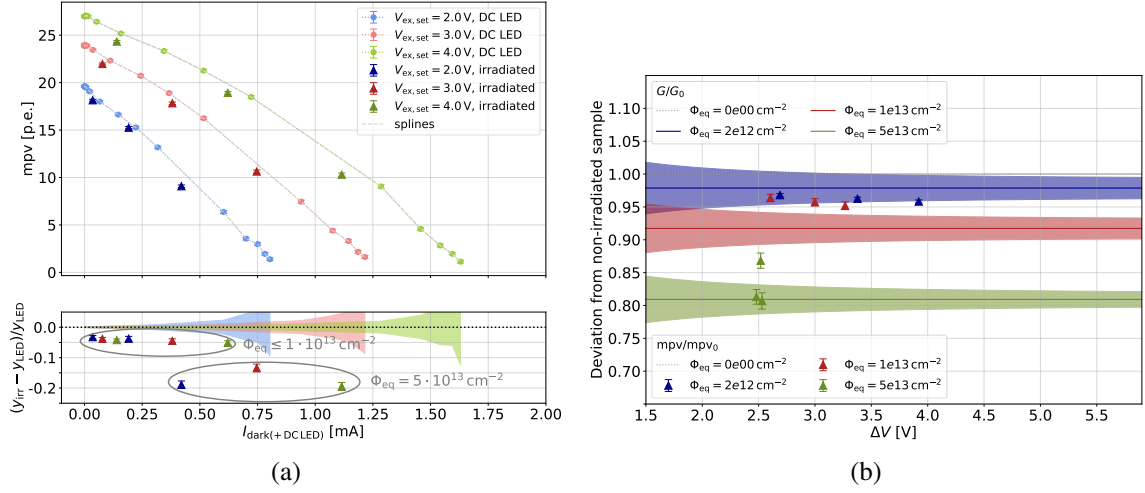 25
20
15
10
5
0
mpv [p.e.]
V_ex,set = 2.0 V, DC LED
V_ex,set = 3.0 V, DC LED
V_ex,set = 4.0 V, DC LED
V_ex,set = 2.0 V, irradiated
V_ex,set = 3.0 V, irradiated
V_ex,set = 4.0 V, irradiated
splines
0.0
-0.1
-0.2
(y_irr − y_LED)/y_LED
Φ_eq ≤ 1 · 10^13 cm^−2
Φ_eq = 5 · 10^13 cm^−2
0.00 0.25 0.50 0.75 1.00 1.25 1.50 1.75 2.00
I_dark(+DC LED) [mA]
(a)
1.10
1.05
1.00
0.95
0.90
0.85
0.80
0.75
0.70
Deviation from non-irradiated sample
G/G_0
Φ_eq = 0e00 cm^−2
Φ_eq = 2e12 cm^−2
Φ_eq = 1e13 cm^−2
Φ_eq = 5e13 cm^−2
mpv/mpv_0
Φ_eq = 0e00 cm^−2
Φ_eq = 2e12 cm^−2
Φ_eq = 1e13 cm^−2
Φ_eq = 5e13 cm^−2
1.5 2.0 2.5 3.0 3.5 4.0 4.5 5.0 5.5
ΔV [V]
(b)